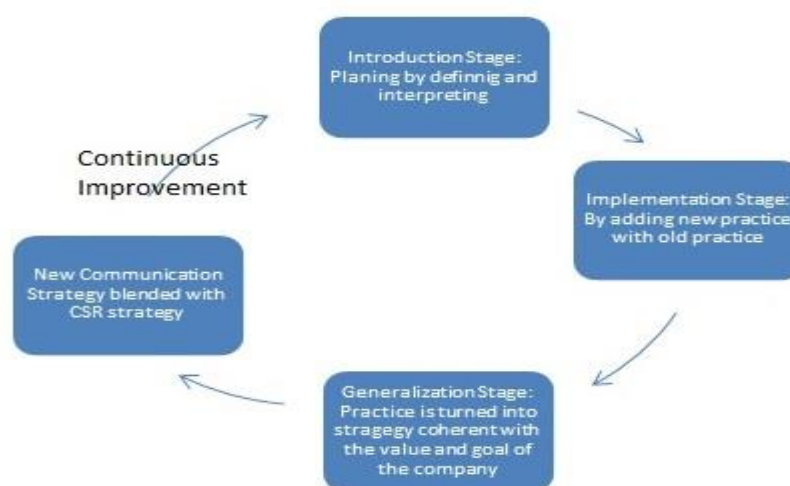 Introduction Stage:
Planing by definnig and
interpreting
Continuous
Improvement
Implementation Stage:
By adding new practice
with old practice
New Communication
Strategy blended with
CSR strategy
Generalization Stage:
Practice is turned into
stragegy coherent with
the value and goal of
the company